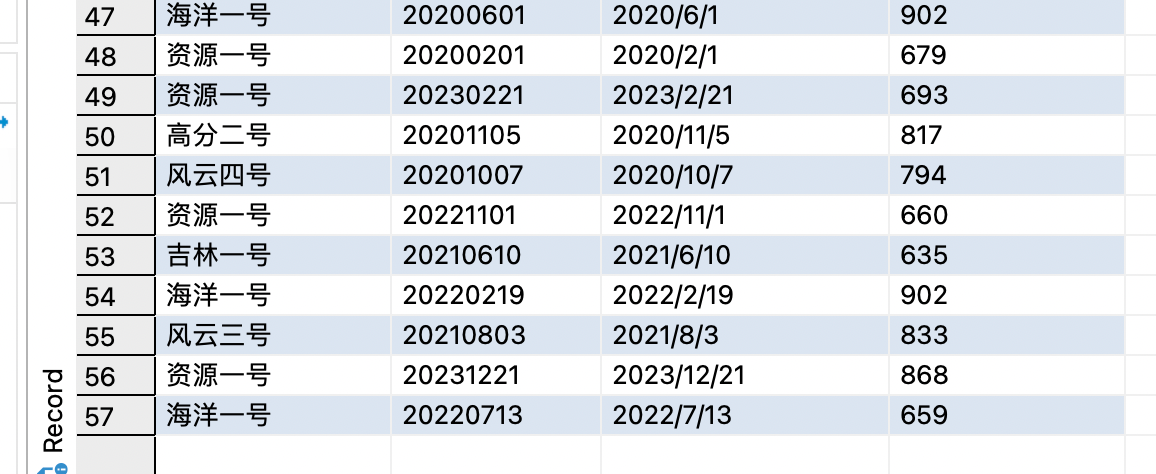 47 海洋一号 20200601 2020/6/1 902
48 资源一号 20200201 2020/2/1 679
49 资源一号 20230221 2023/2/21 693
50 高分二号 20201105 2020/11/5 817
51 风云四号 20201007 2020/10/7 794
52 资源一号 20221101 2022/11/1 660
53 吉林一号 20210610 2021/6/10 635
54 海洋一号 20220219 2022/2/19 902
55 风云三号 20210803 2021/8/3 833
56 资源一号 20231221 2023/12/21 868
57 海洋一号 20220713 2022/7/13 659
Record